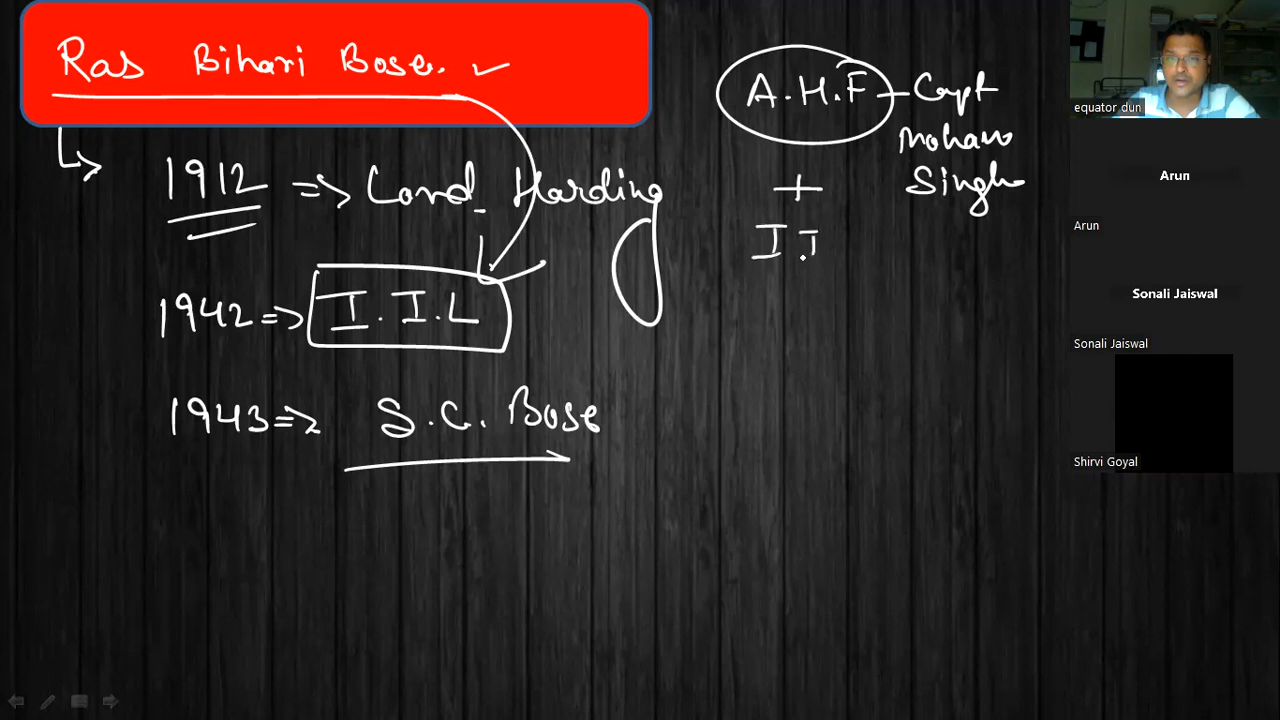 Ras Bihari Bose.
1912 => Lord Harding
1942 => I.I.L
1943 => S.C. Bose
A.H.F - Capt
Mohan
Singh
+
I I
equator dun
Arun
Arun
Sonali Jaiswal
Sonali Jaiswal
Shirvi Goyal